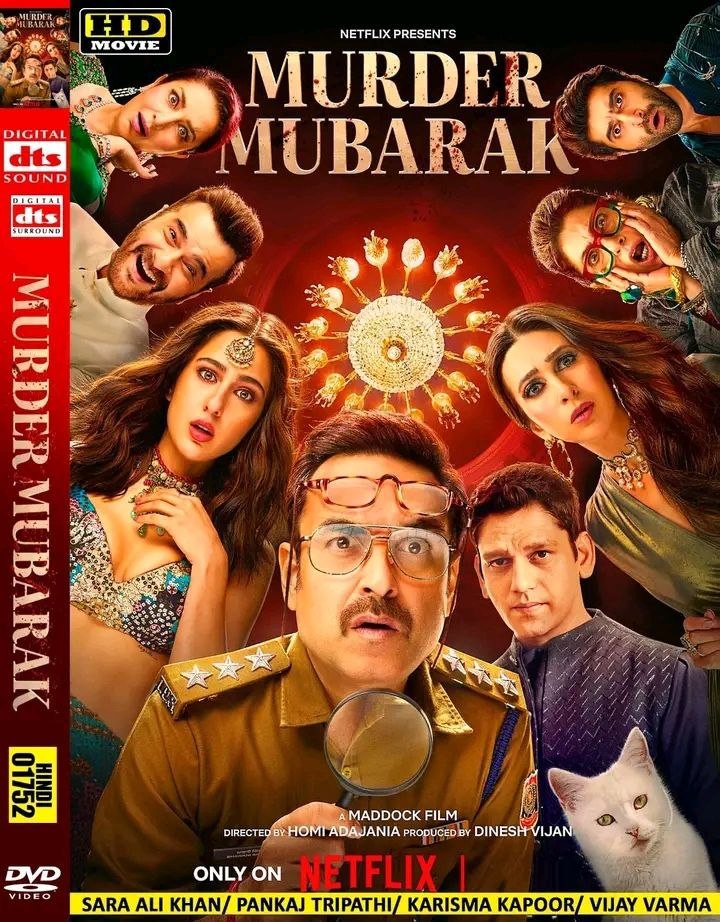 DIGITAL
dts
SOUND
DIGITAL
dts
SURROUND
MURDER MUBARAK
HINDI
01752
DVD
VIDEO
HD
MOVIE
NETFLIX PRESENTS
MURDER
MUBARAK
A MADDOCK FILM
DIRECTED BY HOMI ADAJANIA PRODUCED BY DINESH VIJAN
ONLY ON NETFLIX
SARA ALI KHAN/ PANKAJ TRIPATHI/ KARISMA KAPOOR/ VIJAY VARMA